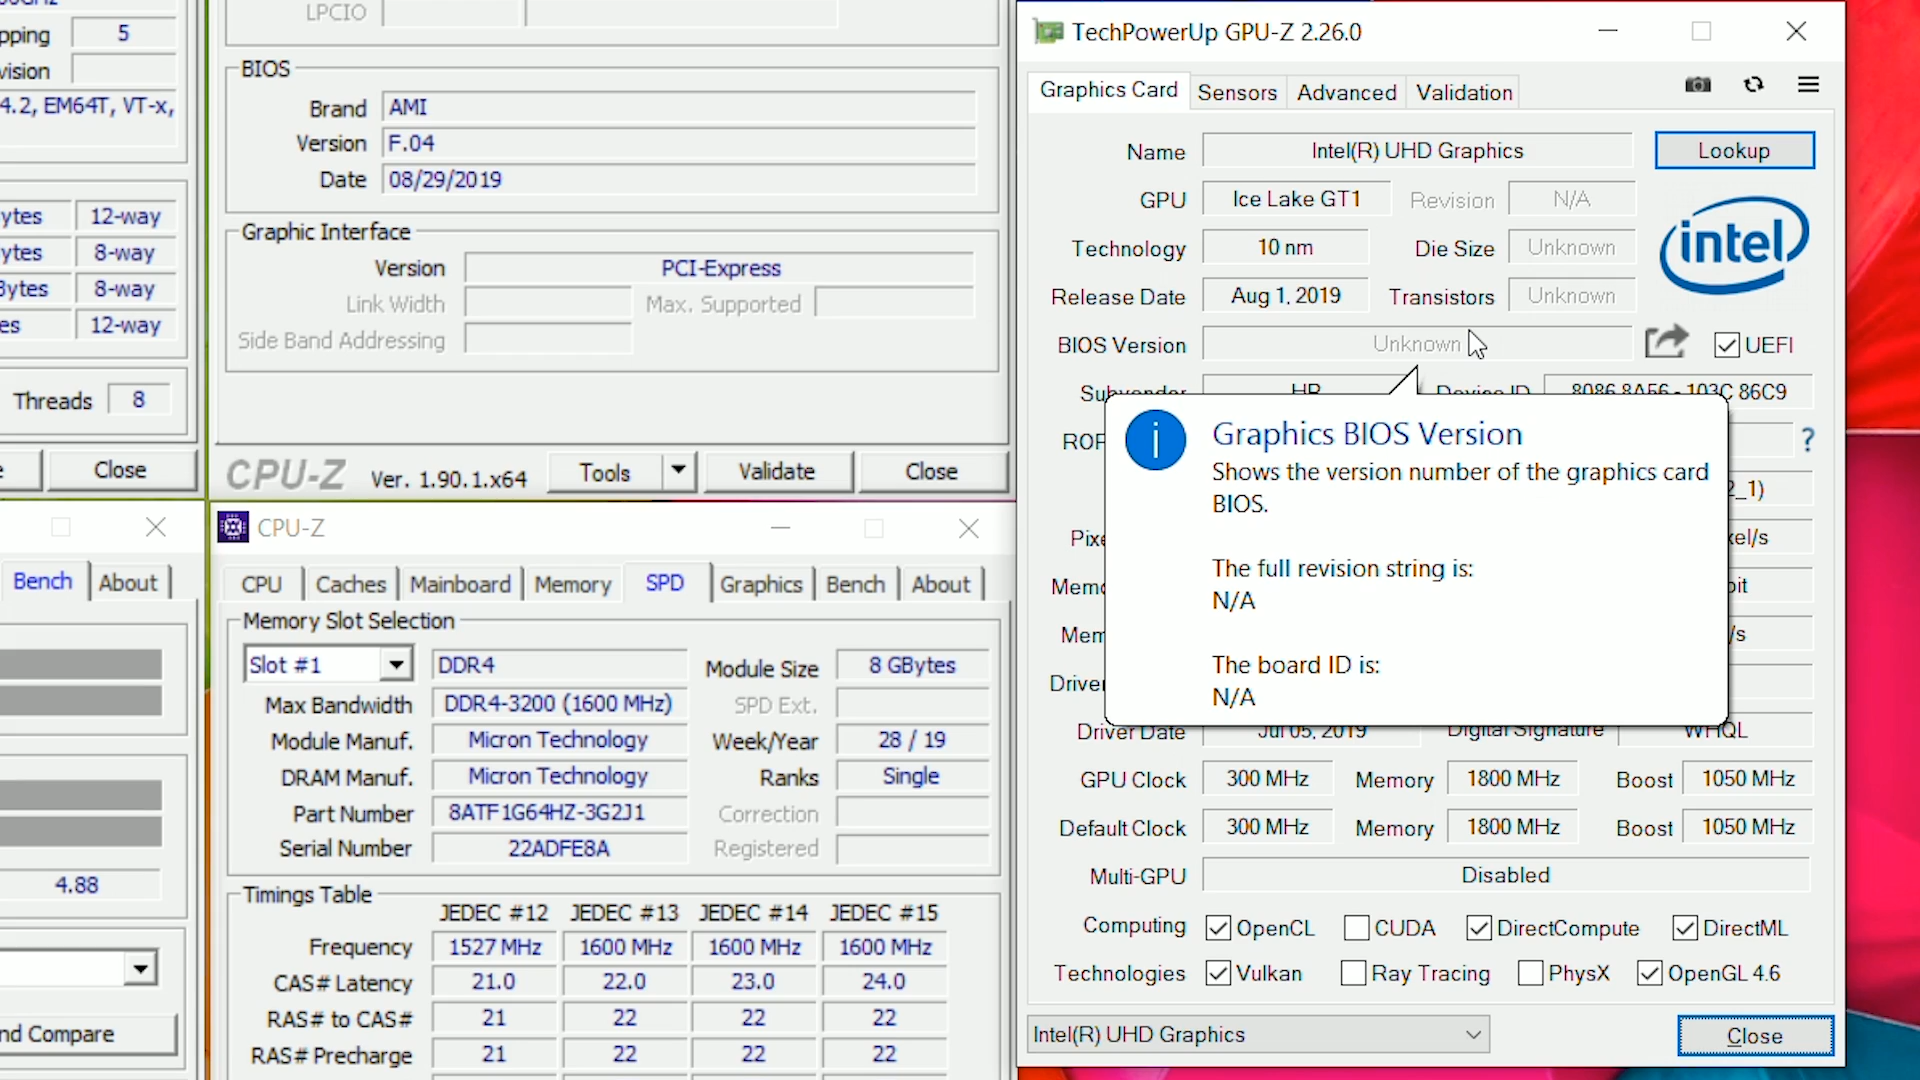 pping 5
vision
4.2, EM64T, VT-x,
ytes 12-way
ytes 8-way
Bytes 8-way
es 12-way
Threads 8
Close
LPCIO
BIOS
Brand AMI
Version F.04
Date 08/29/2019
Graphic Interface
Version PCI-Express
Link Width Max. Supported
Side Band Addressing
CPU-Z Ver. 1.90.1.x64 Tools Validate Close
Bench About
4.88
nd Compare
CPU-Z
CPU Caches Mainboard Memory SPD Graphics Bench About
Memory Slot Selection
Slot #1 DDR4 Module Size 8 GBytes
Max Bandwidth DDR4-3200 (1600 MHz) SPD Ext.
Module Manuf. Micron Technology Week/Year 28 / 19
DRAM Manuf. Micron Technology Ranks Single
Part Number 8ATF1G64HZ-3G2J1 Correction
Serial Number 22ADFE8A Registered
Timings Table
JEDEC #12 JEDEC #13 JEDEC #14 JEDEC #15
Frequency 1527 MHz 1600 MHz 1600 MHz 1600 MHz
CAS# Latency 21.0 22.0 23.0 24.0
RAS# to CAS# 21 22 22 22
RAS# Precharge 21 22 22 22
TechPowerUp GPU-Z 2.26.0
Graphics Card Sensors Advanced Validation
Name Intel(R) UHD Graphics Lookup
GPU Ice Lake GT1 Revision N/A
intel
Technology 10 nm Die Size Unknown
Release Date Aug 1, 2019 Transistors Unknown
BIOS Version Unknown UEFI
Subvendor HP Device ID 8086 8A56 - 103C 86C9
ROP ?
2_1)
Pixe xel/s
Memo bit
Mem /s
Driver
Graphics BIOS Version
Shows the version number of the graphics card
BIOS.
The full revision string is:
N/A
The board ID is:
N/A
Driver Date Jul 05, 2019 Digital Signature WHQL
GPU Clock 300 MHz Memory 1800 MHz Boost 1050 MHz
Default Clock 300 MHz Memory 1800 MHz Boost 1050 MHz
Multi-GPU Disabled
Computing OpenCL CUDA DirectCompute DirectML
Technologies Vulkan Ray Tracing PhysX OpenGL 4.6
Intel(R) UHD Graphics Close